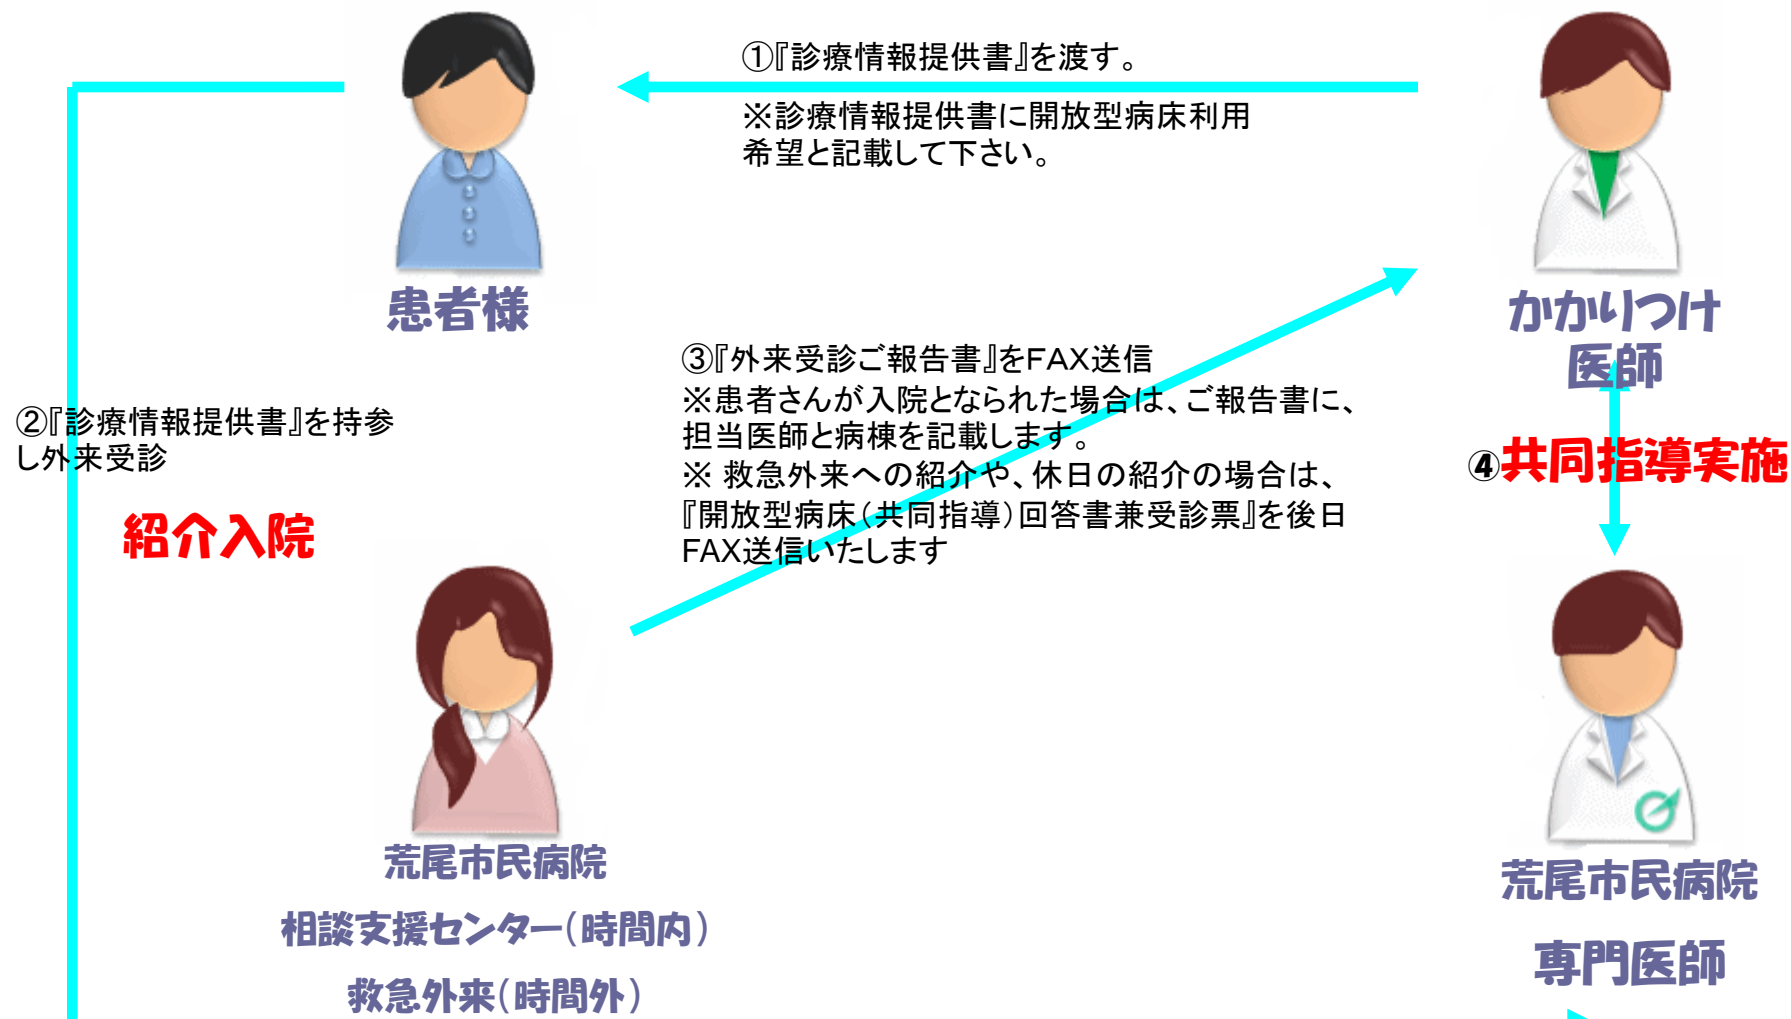 ①『診療情報提供書』を渡す。
※診療情報提供書に開放型病床利用
希望と記載して下さい。
患者様
かかりつけ
医師
③『外来受診ご報告書』をFAX送信
※患者さんが入院となられた場合は、ご報告書に、
担当医師と病棟を記載します。
※ 救急外来への紹介や、休日の紹介の場合は、
『開放型病床（共同指導）回答書兼受診票』を後日
FAX送信いたします
②『診療情報提供書』を持参
し外来受診
紹介入院
④共同指導実施
荒尾市民病院
相談支援センター（時間内）
救急外来（時間外）
荒尾市民病院
専門医師